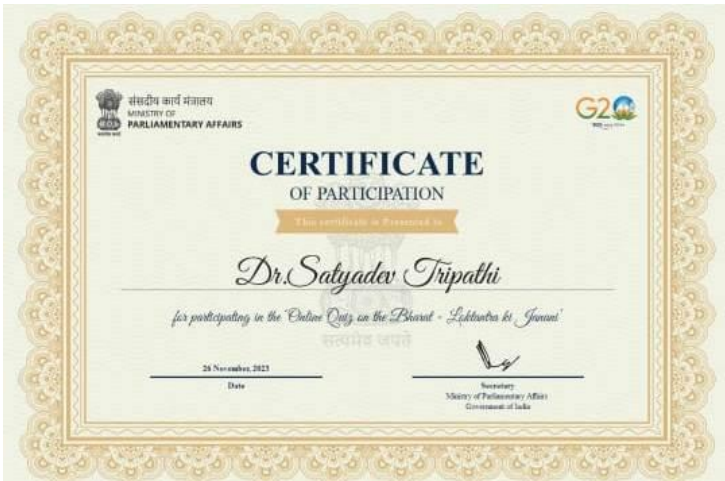 संसदीय कार्य मंत्रालय
MINISTRY OF
PARLIAMENTARY AFFAIRS
G20
CERTIFICATE
OF PARTICIPATION
This certificate is Presented to
Dr.Satyadev Tripathi
for participating in the 'Online Quiz on the Bharat - Loktantra ki Janani'
सत्यमेव जयते
26 November, 2023
Date
Secretary
Ministry of Parliamentary Affairs
Government of India